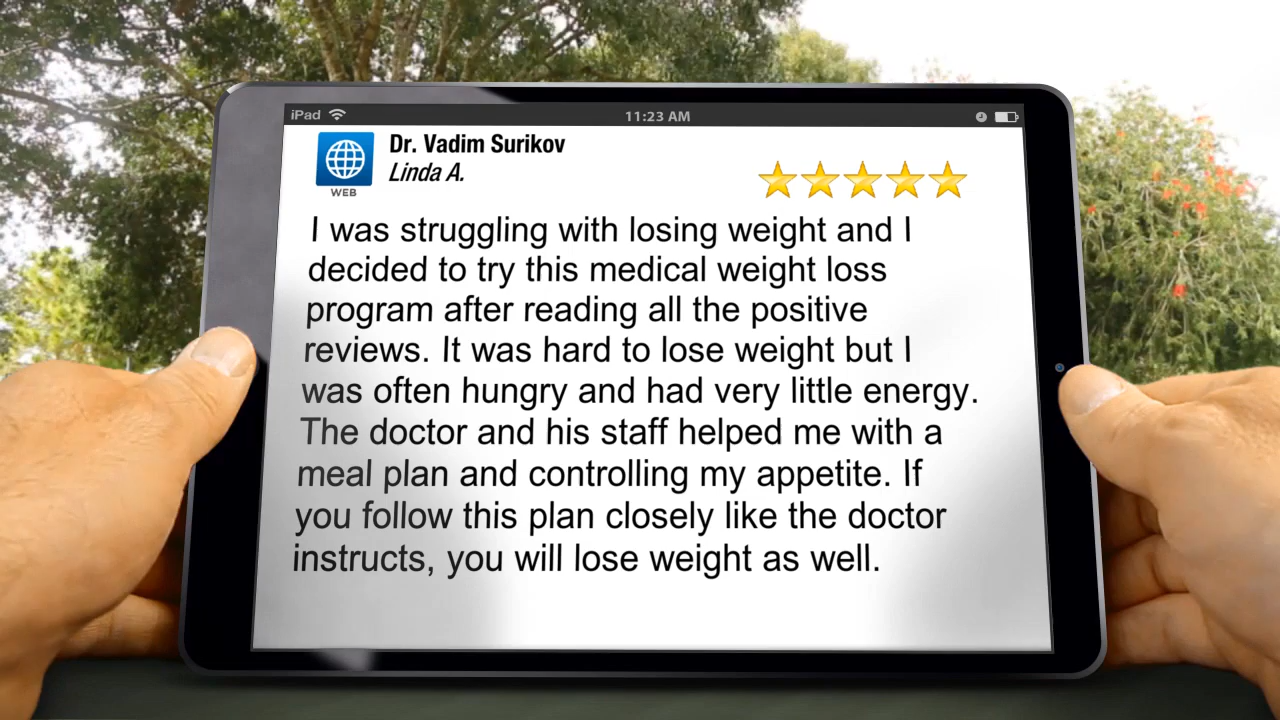 iPad 11:23 AM
Dr. Vadim Surikov
Linda A.
WEB
I was struggling with losing weight and I
decided to try this medical weight loss
program after reading all the positive
reviews. It was hard to lose weight but I
was often hungry and had very little energy.
The doctor and his staff helped me with a
meal plan and controlling my appetite. If
you follow this plan closely like the doctor
instructs, you will lose weight as well.